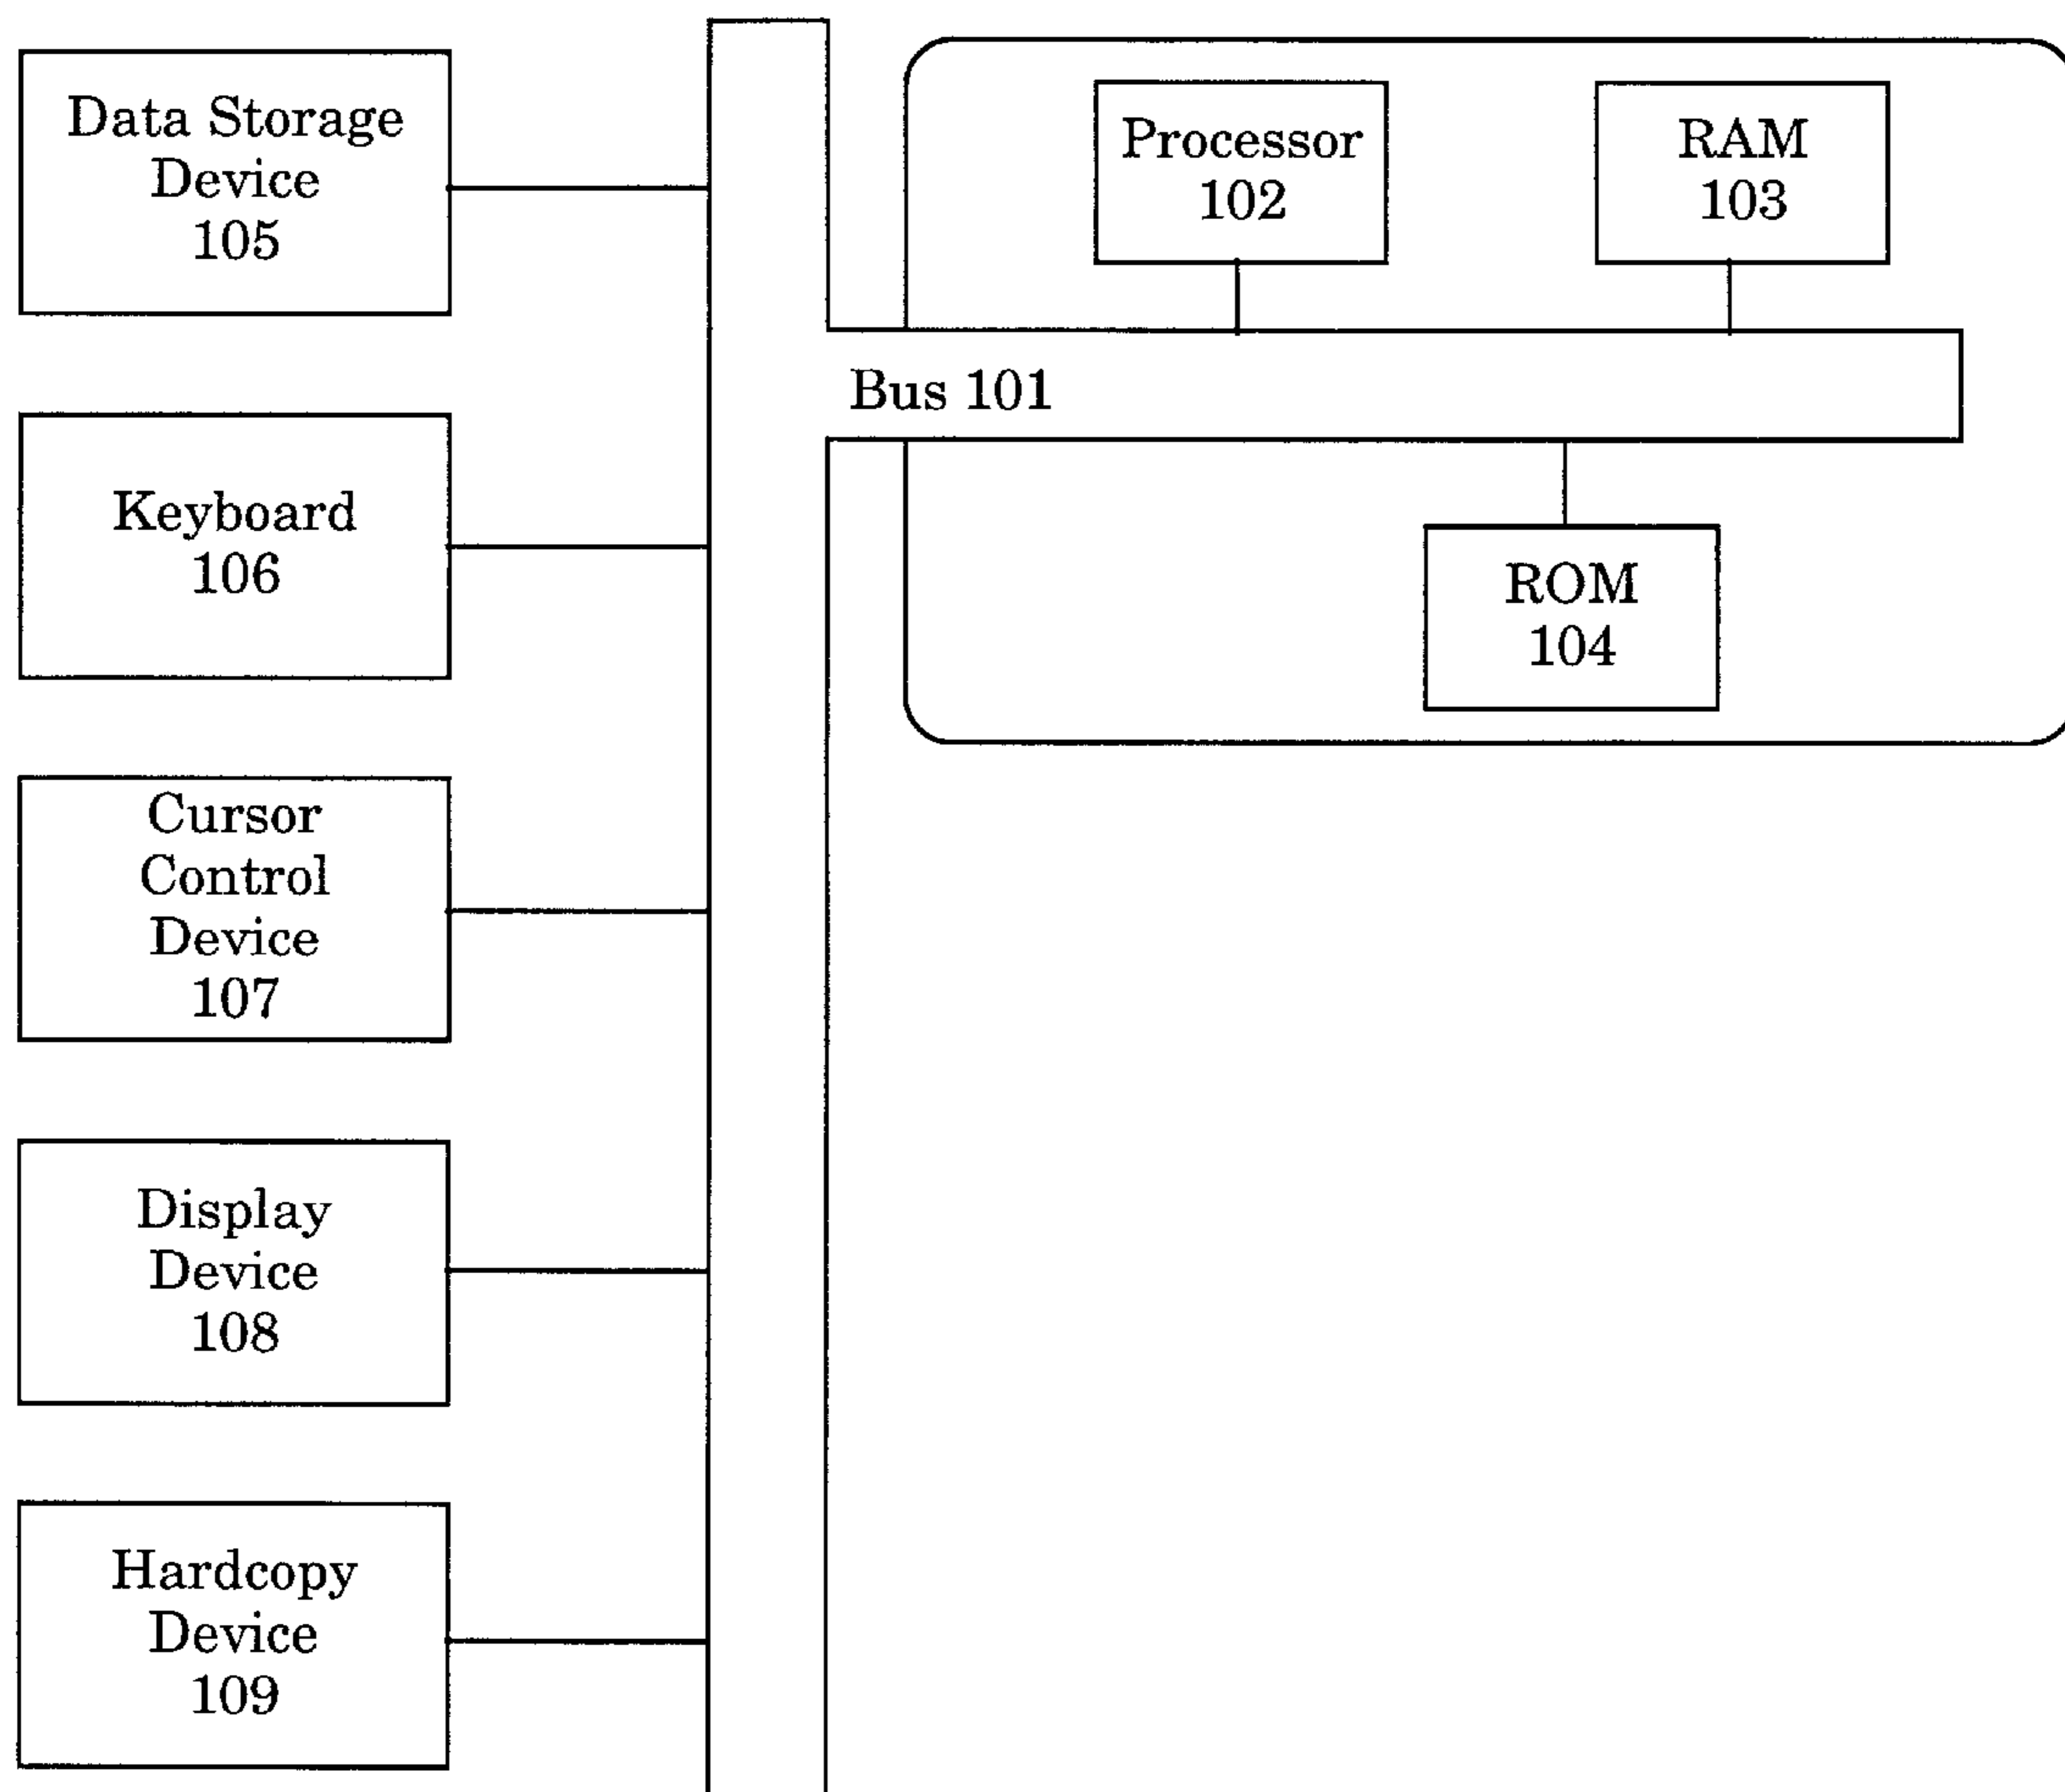 Data Storage
Device
105
Processor
102
RAM
103
Bus 101
Keyboard
106
ROM
104
Cursor
Control
Device
107
Display
Device
108
Hardcopy
Device
109